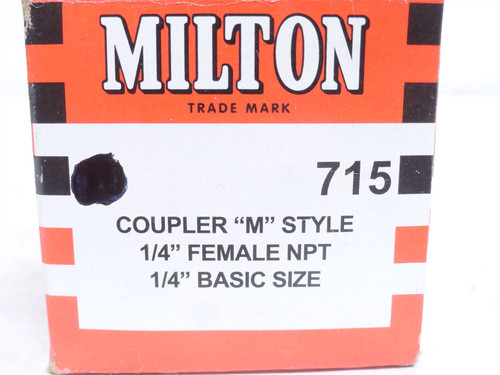 MILTON
TRADE MARK
715
COUPLER “M” STYLE
1/4” FEMALE NPT
1/4” BASIC SIZE